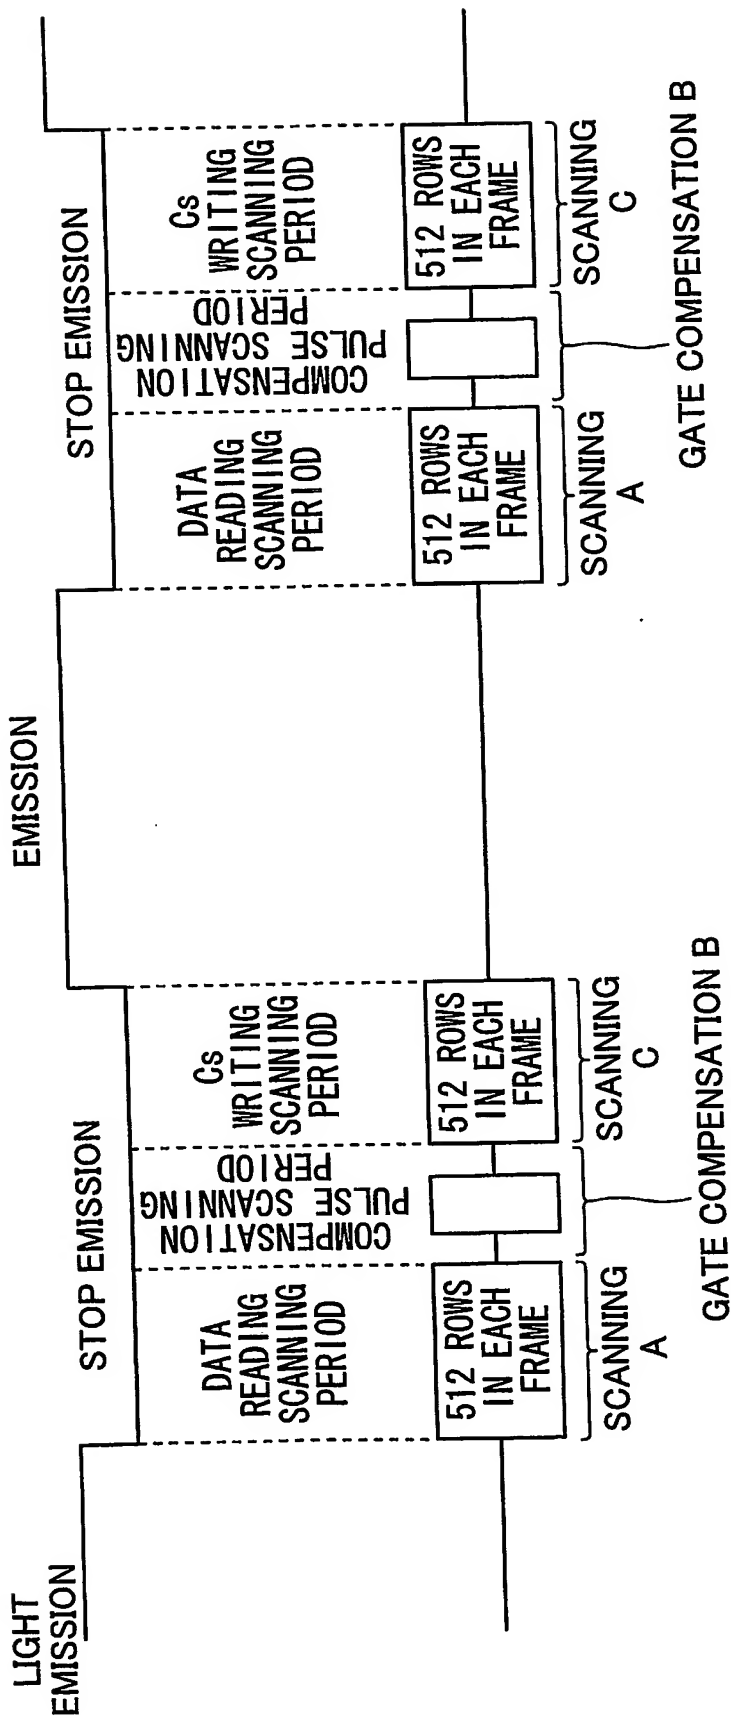 LIGHT
EMISSION
STOP EMISSION
EMISSION
STOP EMISSION
DATA
READING
SCANNING
PERIOD
COMPENSATION
PULSE SCANNING
PERIOD
Cs
WRITING
SCANNING
PERIOD
DATA
READING
SCANNING
PERIOD
COMPENSATION
PULSE SCANNING
PERIOD
Cs
WRITING
SCANNING
PERIOD
512 ROWS
IN EACH
FRAME
512 ROWS
IN EACH
FRAME
512 ROWS
IN EACH
FRAME
512 ROWS
IN EACH
FRAME
SCANNING
A
SCANNING
C
SCANNING
A
SCANNING
C
GATE COMPENSATION B
GATE COMPENSATION B